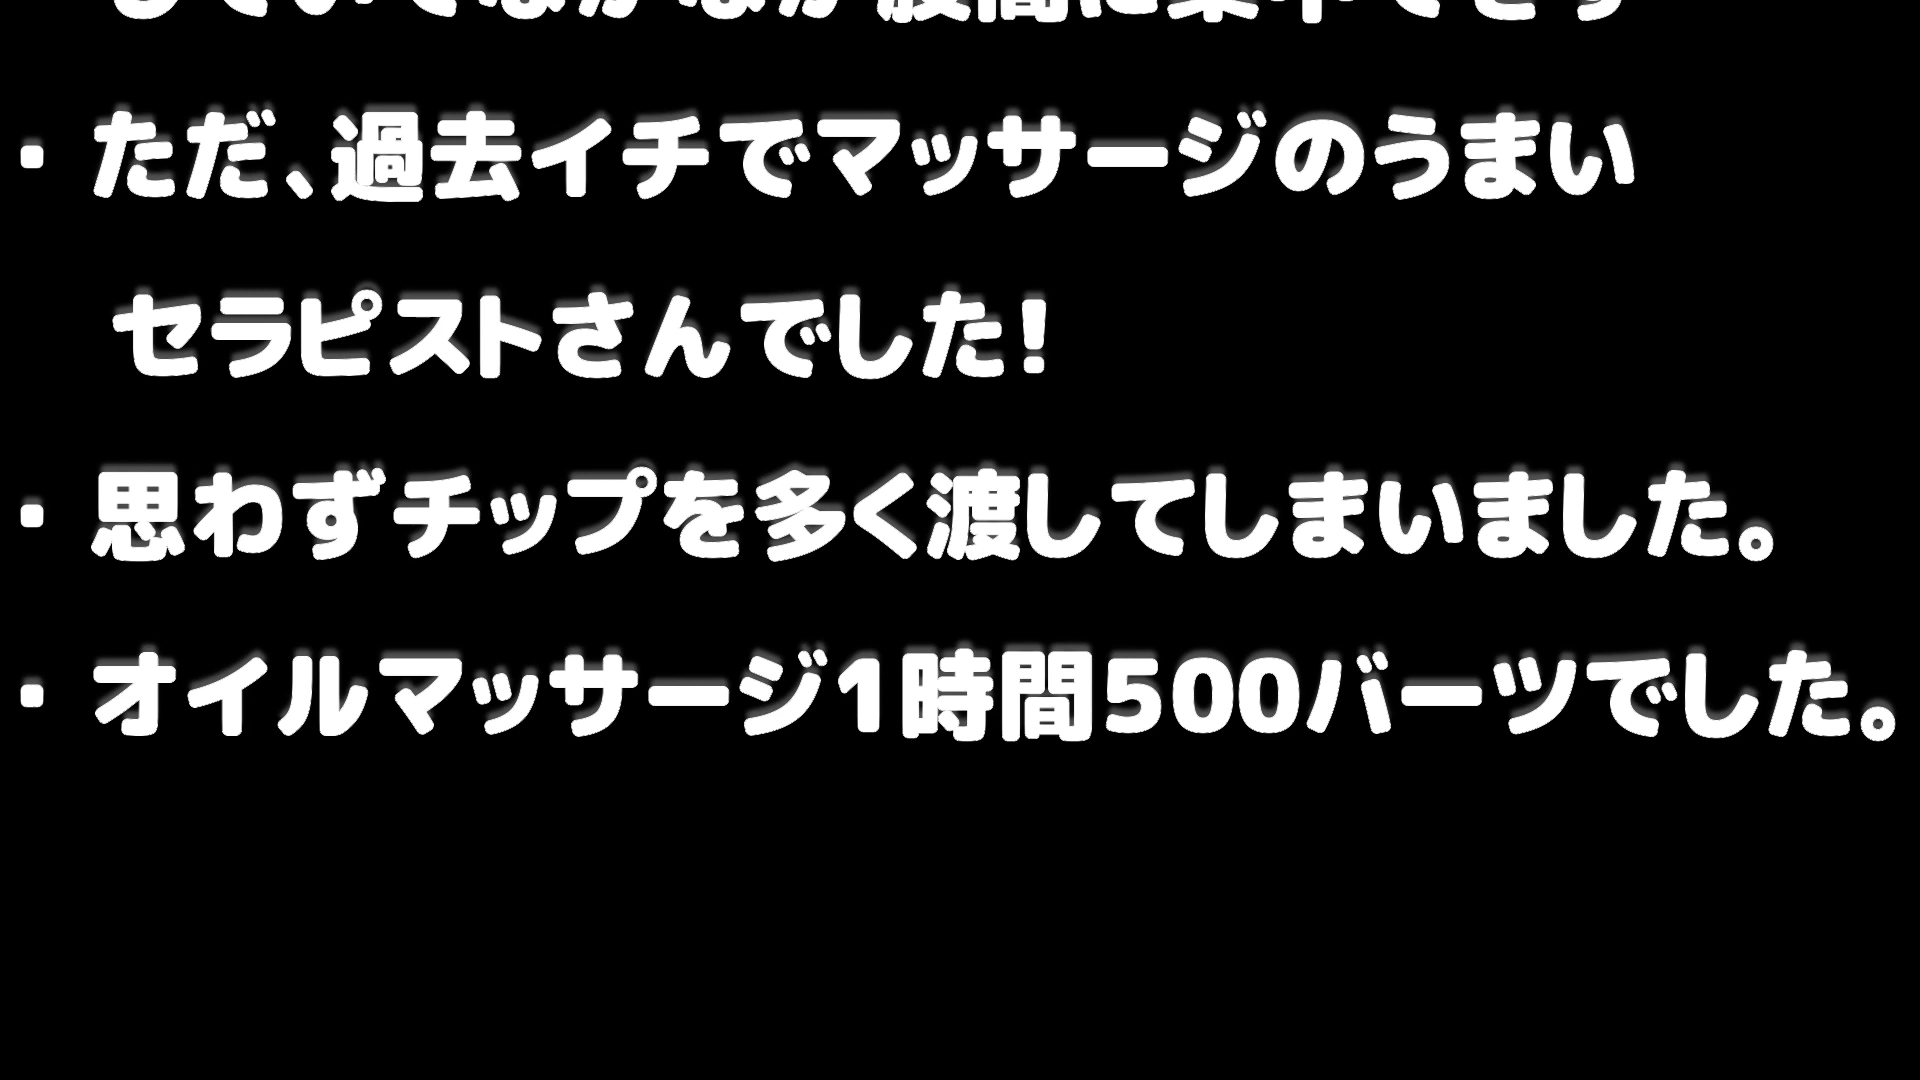 ・ただ、過去イチでマッサージのうまい
セラピストさんでした!
・思わずチップを多く渡してしまいました。
・オイルマッサージ1時間500バーツでした。